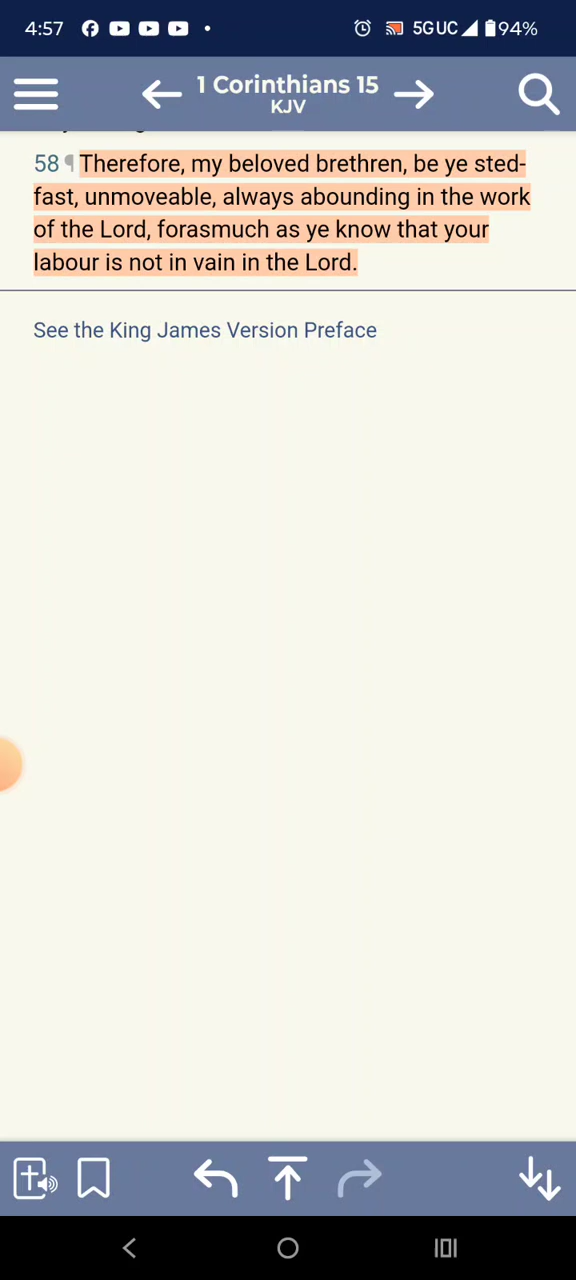 4:57 5GUC 94%
1 Corinthians 15
KJV
58 ¶ Therefore, my beloved brethren, be ye sted-
fast, unmoveable, always abounding in the work
of the Lord, forasmuch as ye know that your
labour is not in vain in the Lord.
See the King James Version Preface